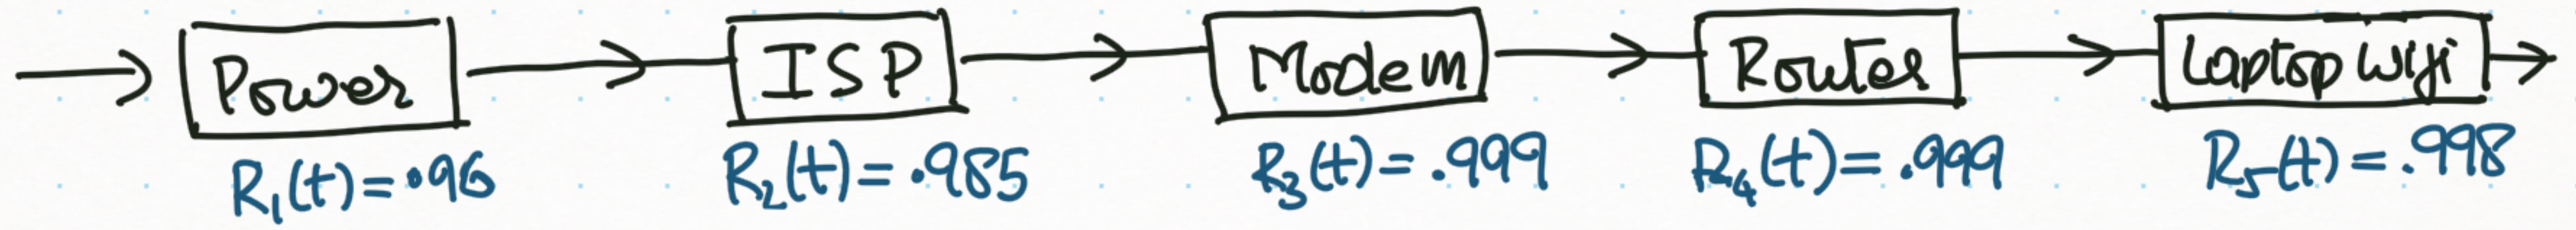 Power
ISP
Modem
Router
Laptop Wifi
R₁(t) = .96
R₂(t) = .985
R₃(t) = .999
R₄(t) = .999
R₅(t) = .998